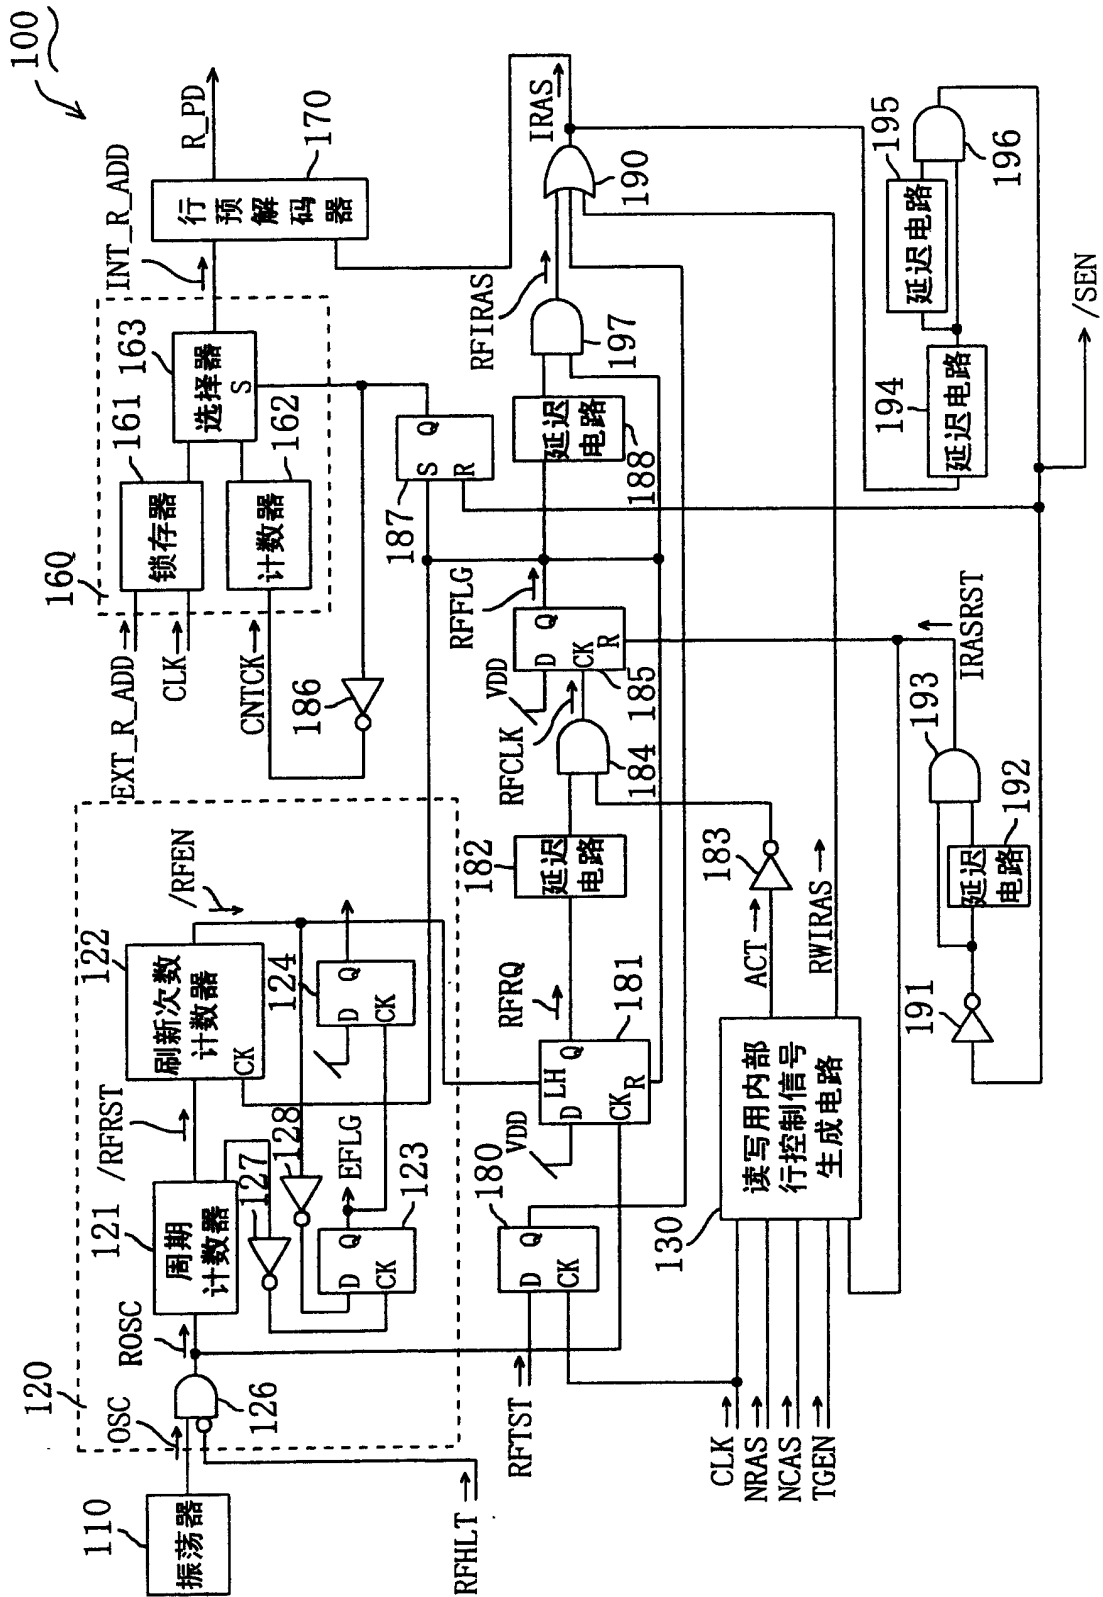 100
110
振荡器
OSC
RFHLT
120
126
ROSC
121
周期
计数器
/RFRST
122
刷新次数
计数器
CK
/RFEN
127
128
EFLG
123
D
Q
CK
124
D
Q
CK
EXT_R_ADD
CLK
CNTCK
160
161
锁存器
162
计数器
163
选择器
S
INT_R_ADD
170
行预解码器
R_PD
186
187
S
R
Q
RFTST
180
D
Q
CK
VDD
181
LH
D
Q
CK
R
RFRQ
182
延迟
电路
183
184
RFCLK
VDD
185
D
Q
CK
R
RFFLG
188
延迟
电路
197
RFIRAS
190
IRAS
CLK
NRAS
NCAS
TGEN
130
读写用内部
行控制信号
生成电路
ACT
RWIRAS
191
192
延迟
电路
193
IRASRST
194
延迟电路
195
延迟电路
196
/SEN